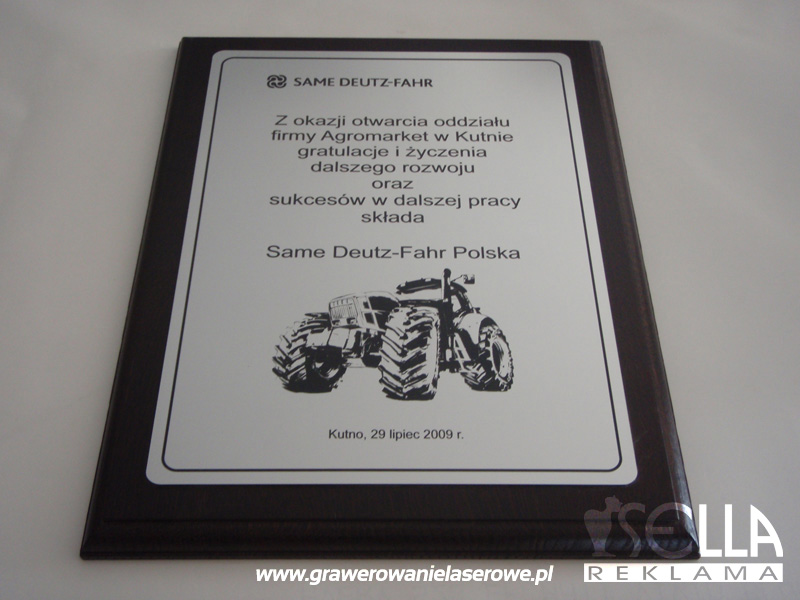 SAME DEUTZ-FAHR
Z okazji otwarcia oddziału
firmy Agromarket w Kutnie
gratulacje i życzenia
dalszego rozwoju
oraz
sukcesów w dalszej pracy
składa
Same Deutz-Fahr Polska
Kutno, 29 lipiec 2009 r.
SELLA
REKLAMA
www.grawerowanielaserowe.pl